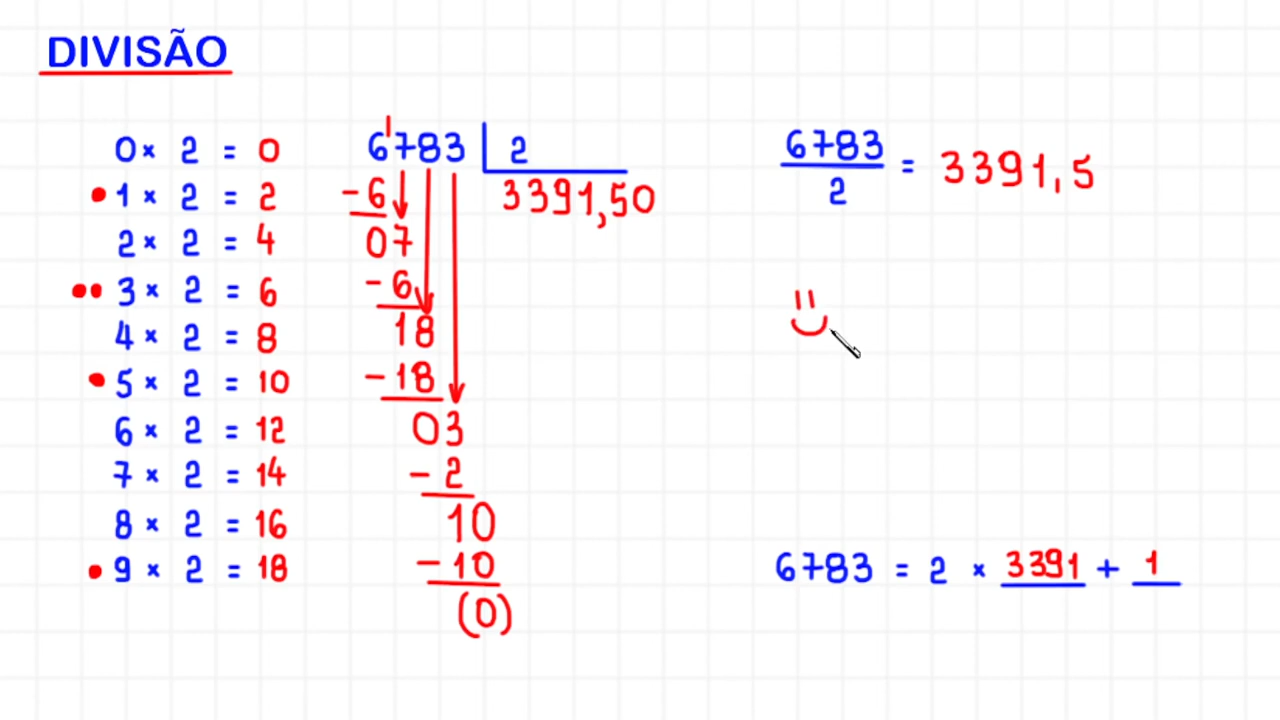 DIVISÃO
0 × 2 = 0
1 × 2 = 2
2 × 2 = 4
3 × 2 = 6
4 × 2 = 8
5 × 2 = 10
6 × 2 = 12
7 × 2 = 14
8 × 2 = 16
9 × 2 = 18
6783 2
-6 3391,50
07
-6
18
-18
03
-2
10
-10
(0)
6783
2
= 3391,5
6783 = 2 × 3391 + 1